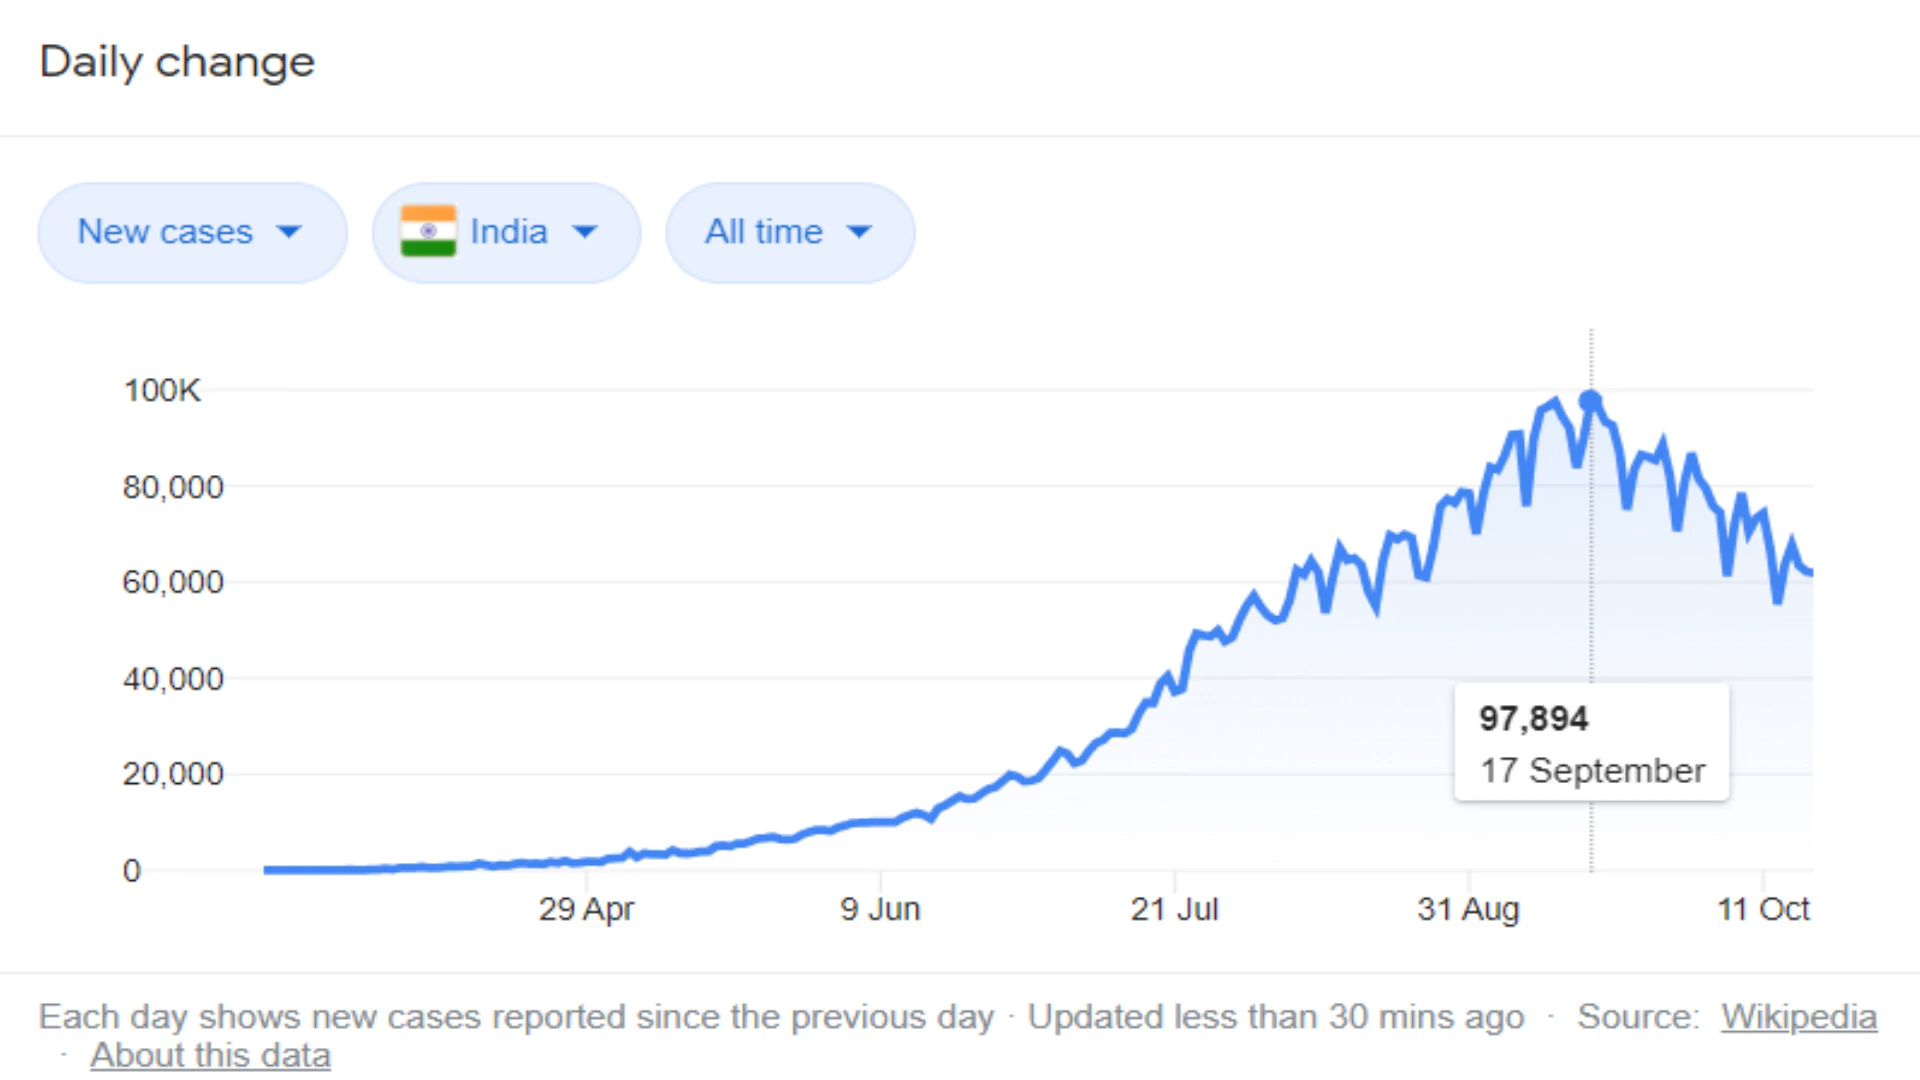 Daily change
New cases India All time
100K
80,000
60,000
40,000
20,000
0
97,894
17 September
29 Apr 9 Jun 21 Jul 31 Aug 11 Oct
Each day shows new cases reported since the previous day · Updated less than 30 mins ago · Source: Wikipedia
· About this data